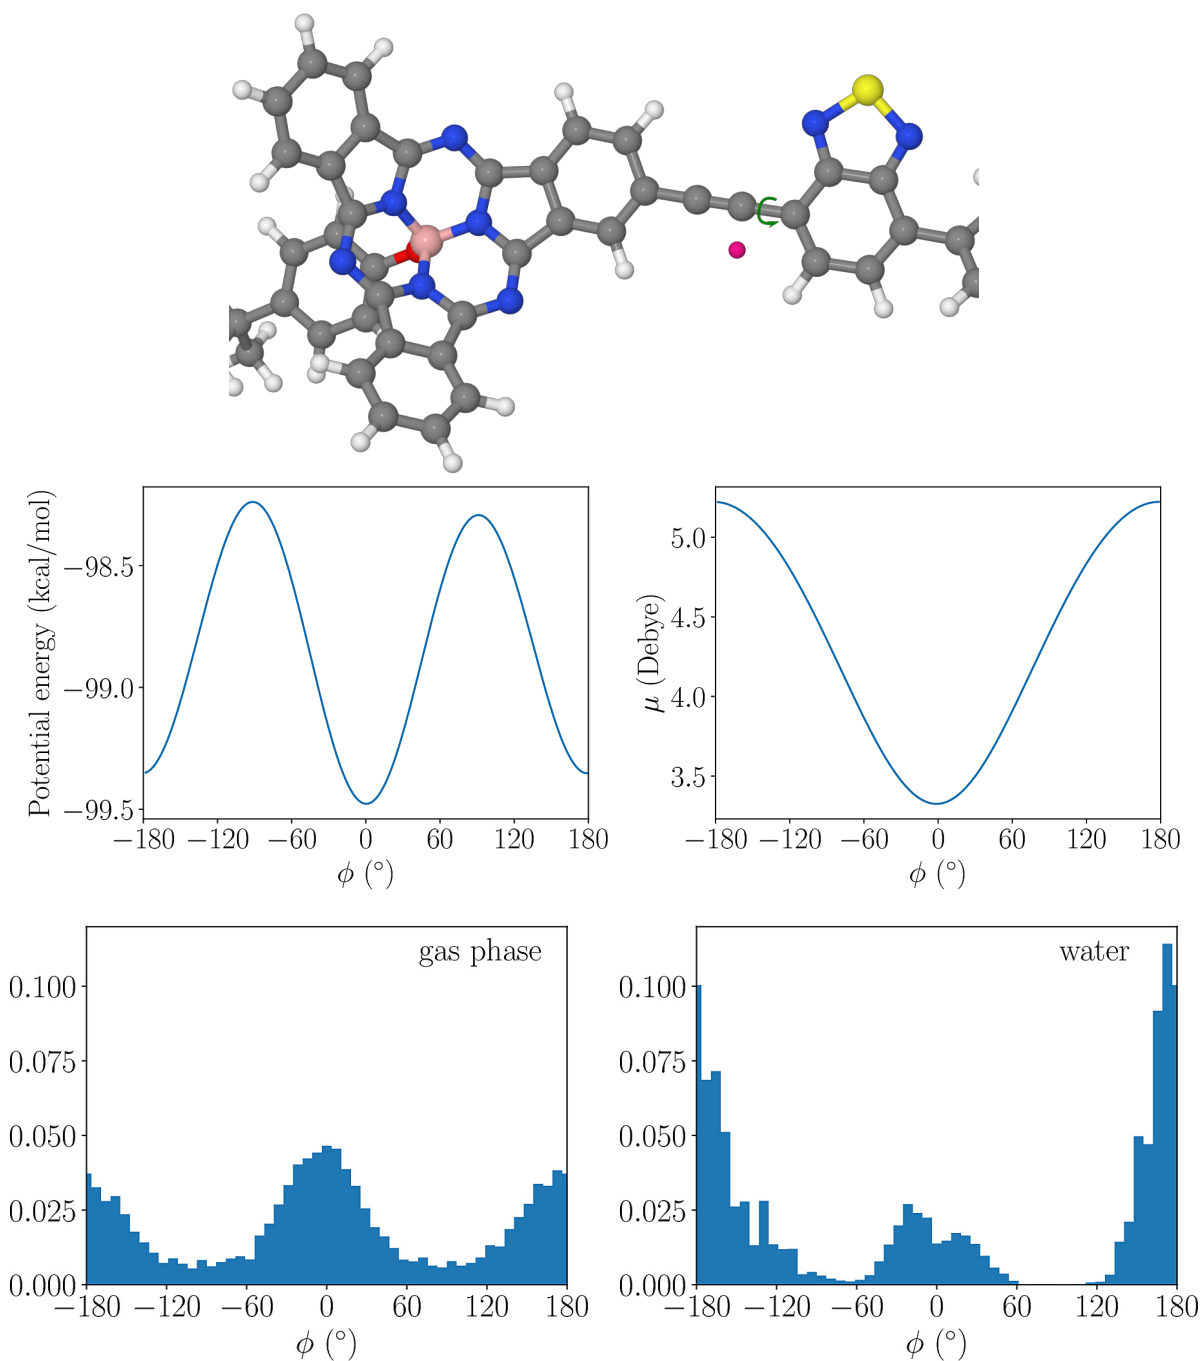 Potential energy (kcal/mol)
−98.5
−99.0
−99.5
−180 −120 −60 0 60 120 180
ϕ (°)
μ (Debye)
5.0
4.5
4.0
3.5
−180 −120 −60 0 60 120 180
ϕ (°)
gas phase
0.100
0.075
0.050
0.025
0.000
−180 −120 −60 0 60 120 180
ϕ (°)
water
0.100
0.075
0.050
0.025
0.000
−180 −120 −60 0 60 120 180
ϕ (°)